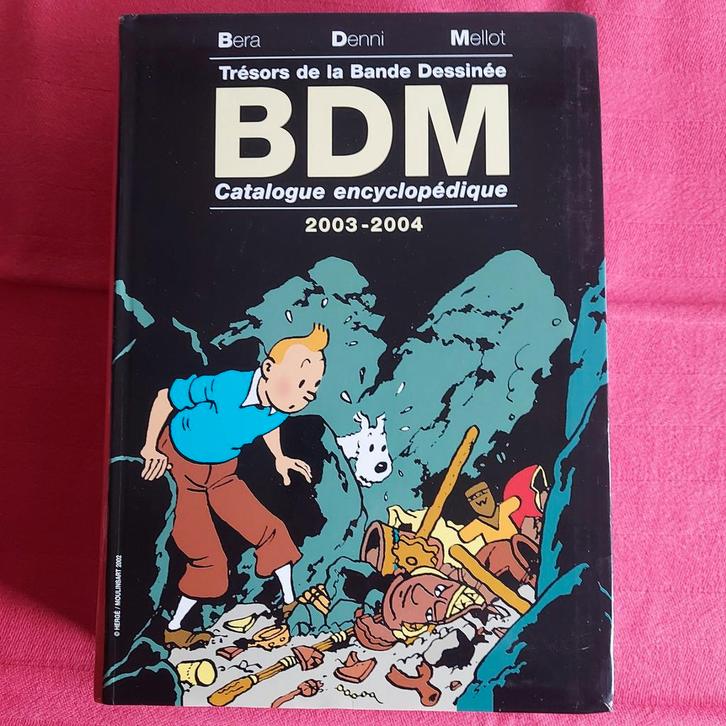 Bera Denni Mellot
Trésors de la Bande Dessinée
BDM
Catalogue encyclopédique
2003-2004
© HERGÉ / MOULINSART 2002